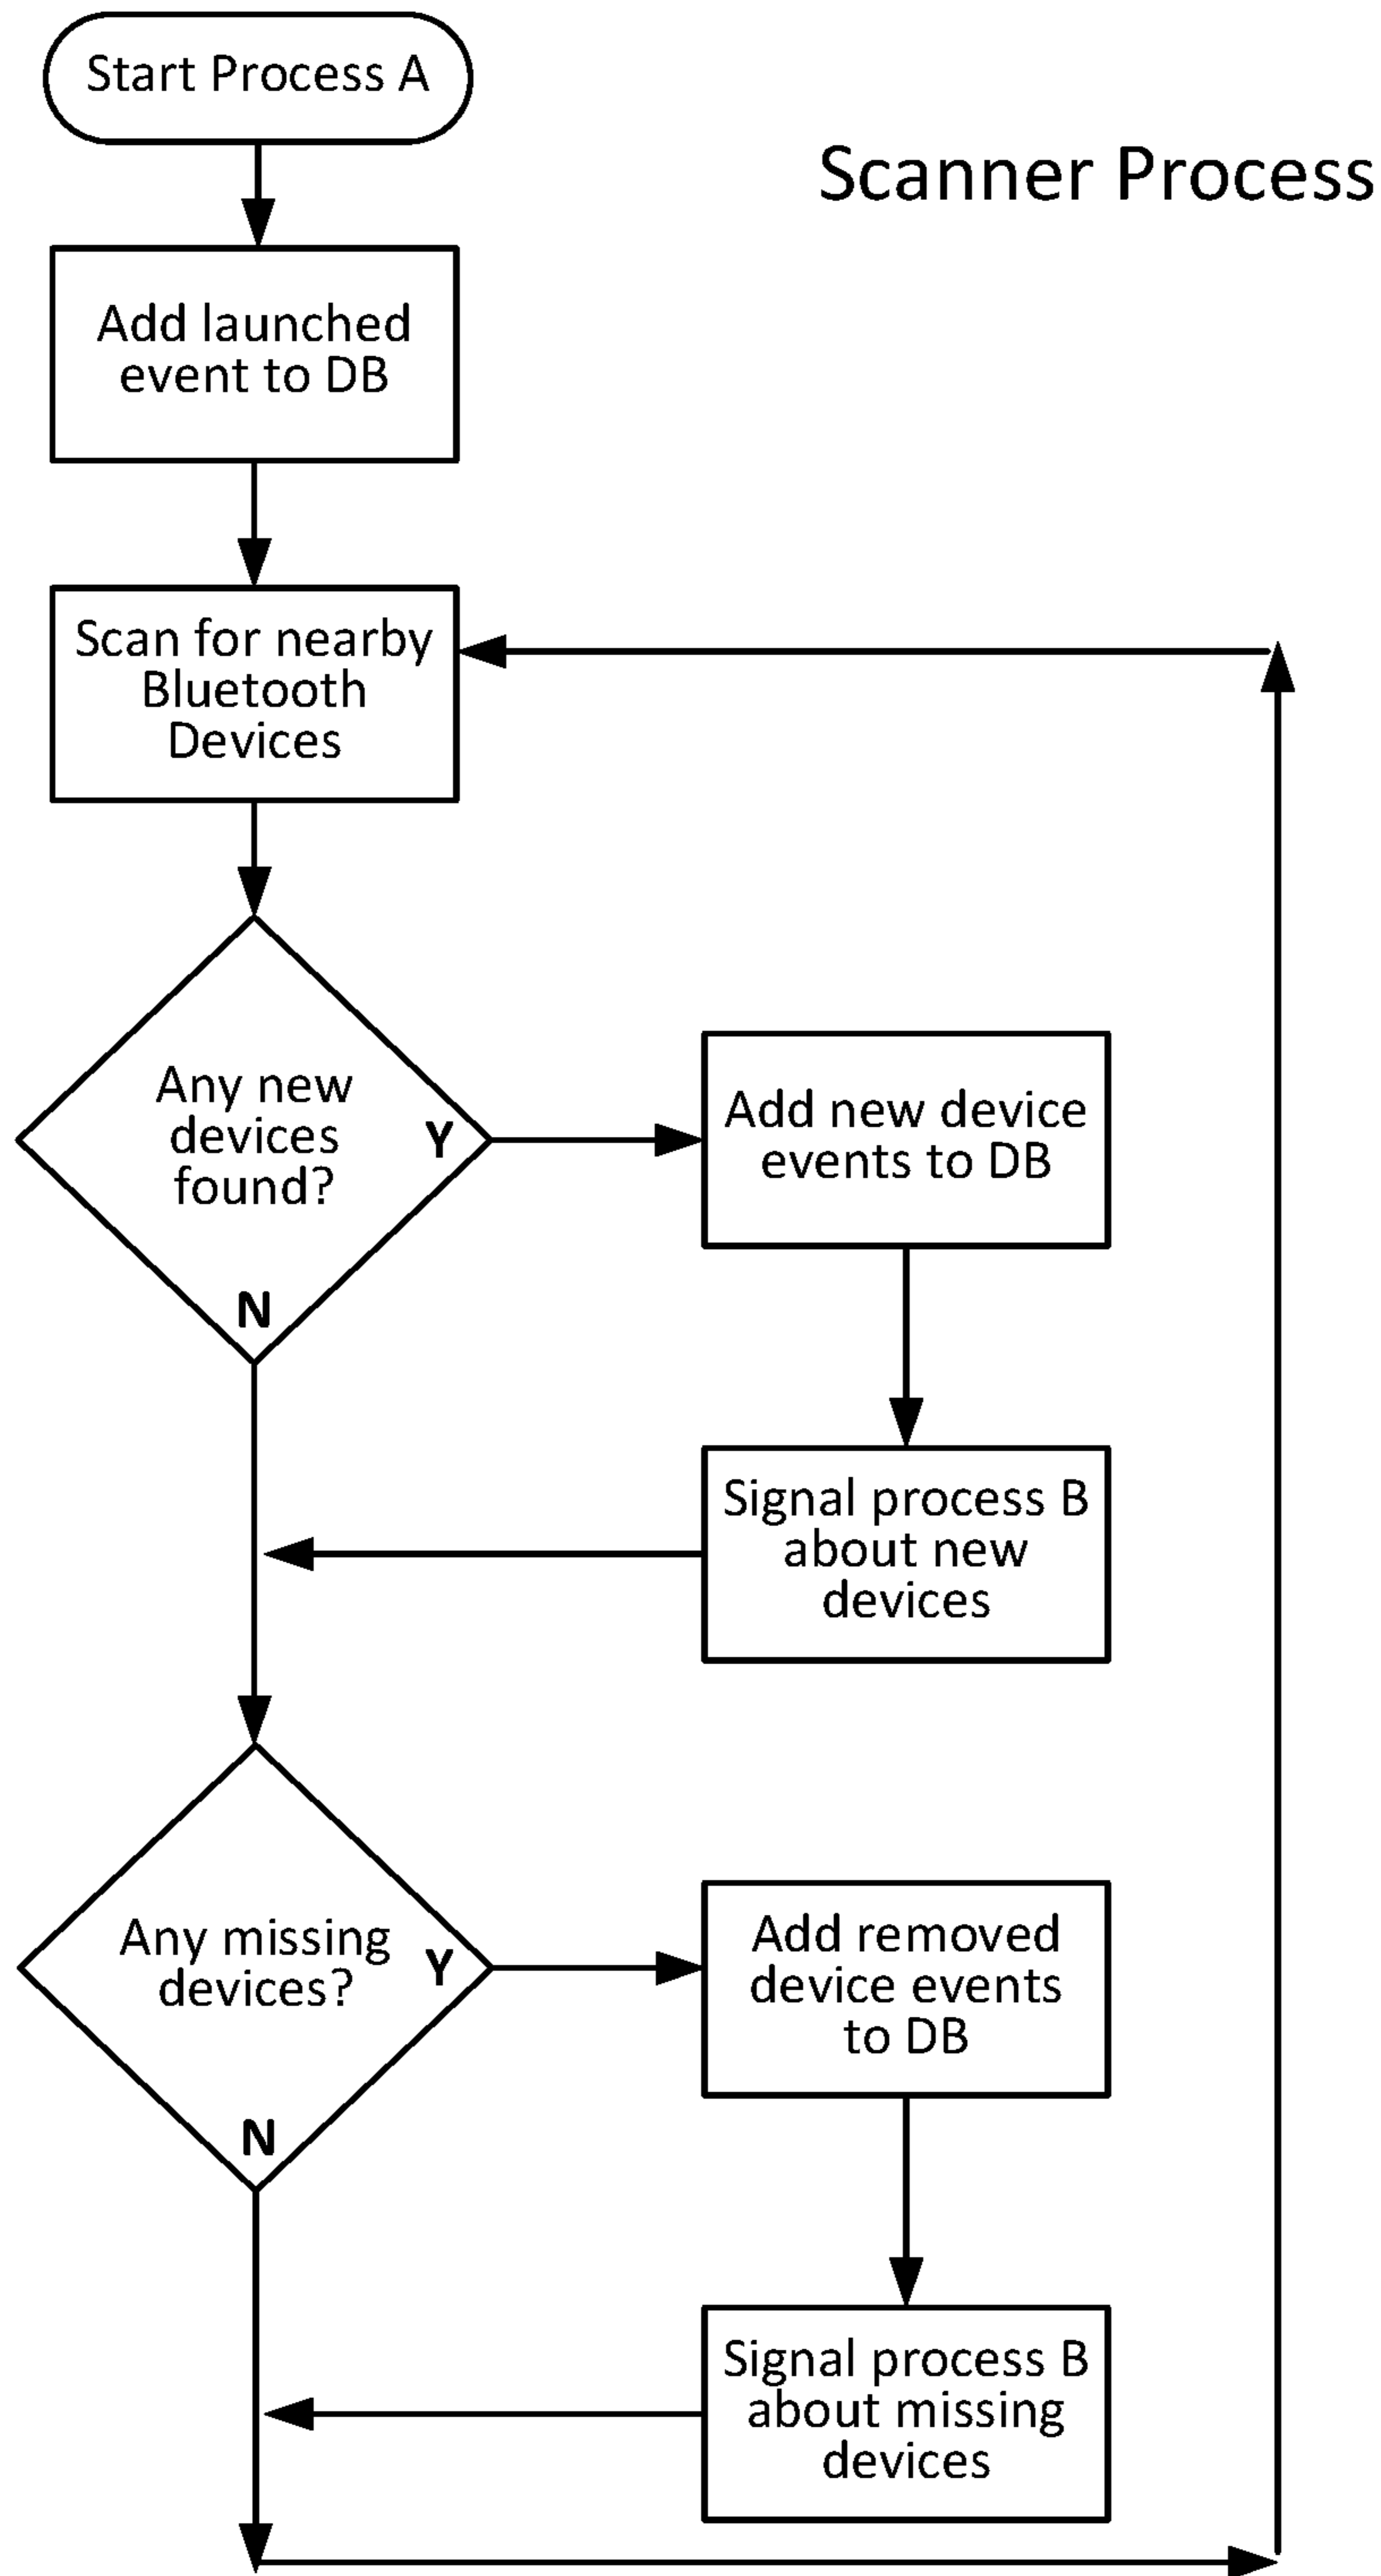 Start Process A
Scanner Process
Add launched
event to DB
Scan for nearby
Bluetooth
Devices
Any new
devices
found?
Y
N
Add new device
events to DB
Signal process B
about new
devices
Any missing
devices?
Y
N
Add removed
device events
to DB
Signal process B
about missing
devices